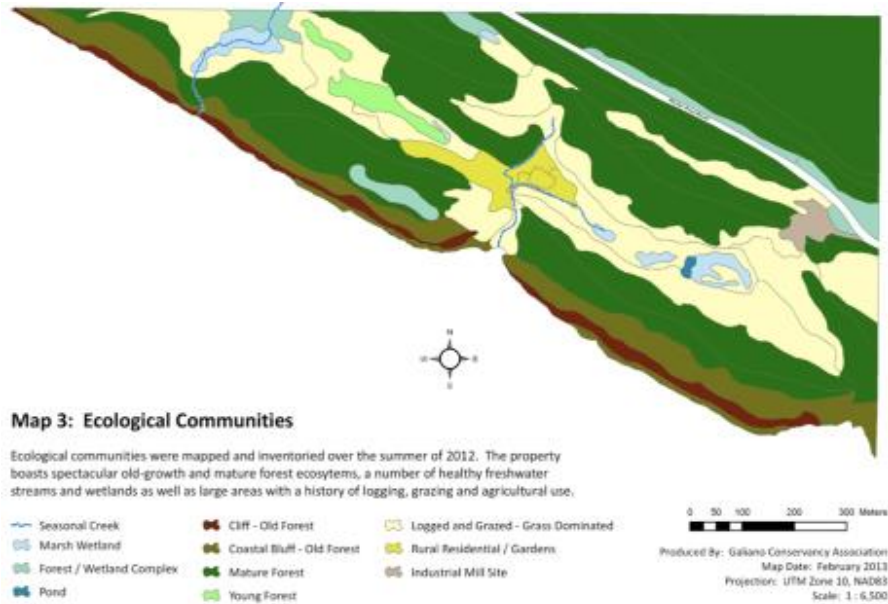 N
W
S
Map 3: Ecological Communities
Ecological communities were mapped and inventoried over the summer of 2012. The property
boasts spectacular old-growth and mature forest ecosytems, a number of healthy freshwater
streams and wetlands as well as large areas with a history of logging, grazing and agricultural use.
Seasonal Creek
Marsh Wetland
Forest / Wetland Complex
Pond
Cliff - Old Forest
Coastal Bluff - Old Forest
Mature Forest
Young Forest
Logged and Grazed - Grass Dominated
Rural Residential / Gardens
Industrial Mill Site
0 50 100 200 300 Meters
Produced By: Galiano Conservancy Association
Map Date: February 2013
Projection: UTM Zone 10, NAD83
Scale: 1 : 6,500